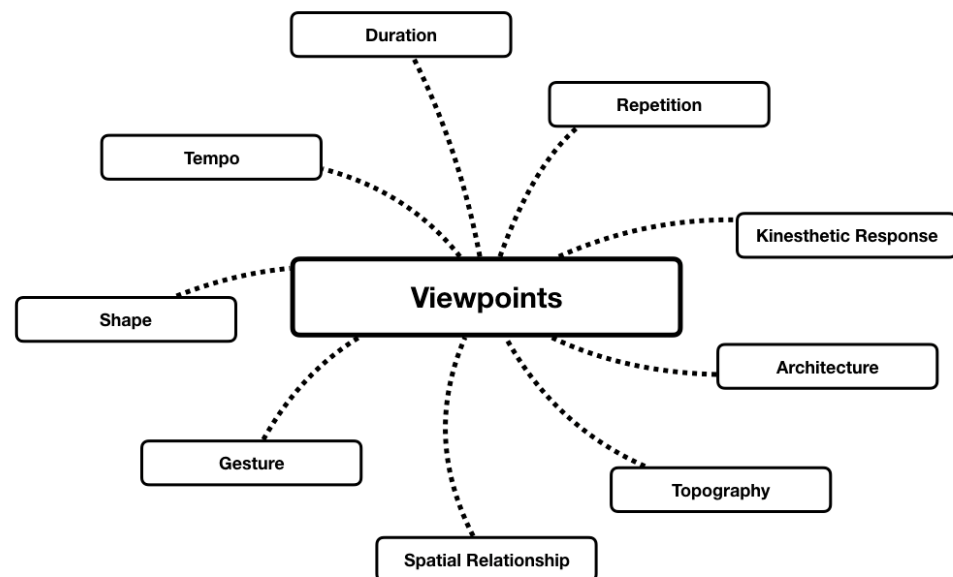 Duration
Repetition
Tempo
Kinesthetic Response
Viewpoints
Shape
Architecture
Gesture
Topography
Spatial Relationship